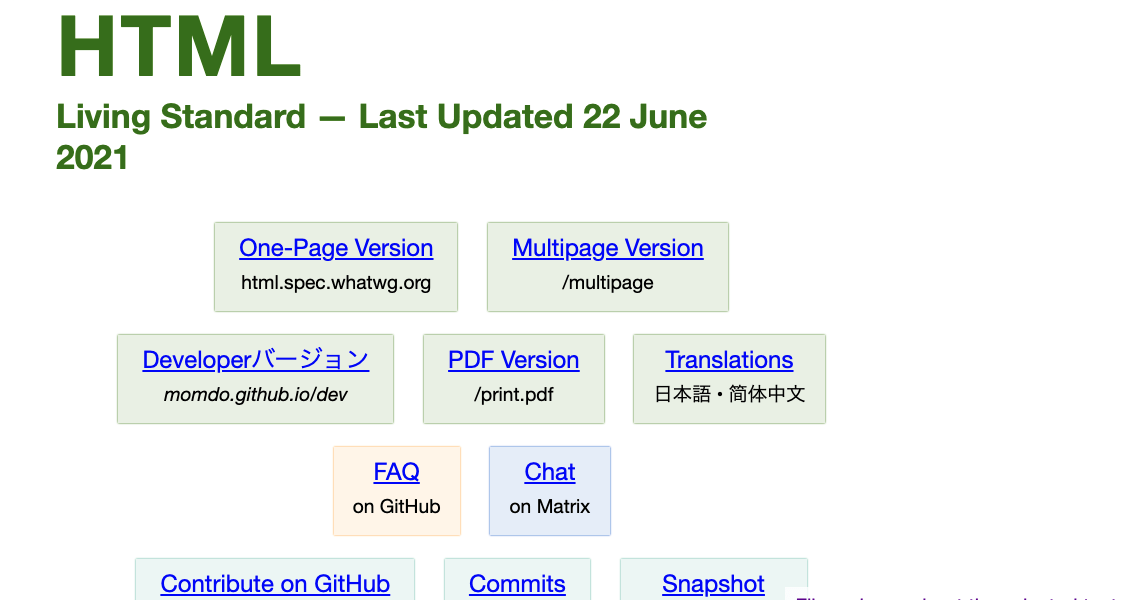 HTML
Living Standard — Last Updated 22 June
2021
One-Page Version
html.spec.whatwg.org
Multipage Version
/multipage
Developerバージョン
momdo.github.io/dev
PDF Version
/print.pdf
Translations
日本語 • 简体中文
FAQ
on GitHub
Chat
on Matrix
Contribute on GitHub
Commits
Snapshot